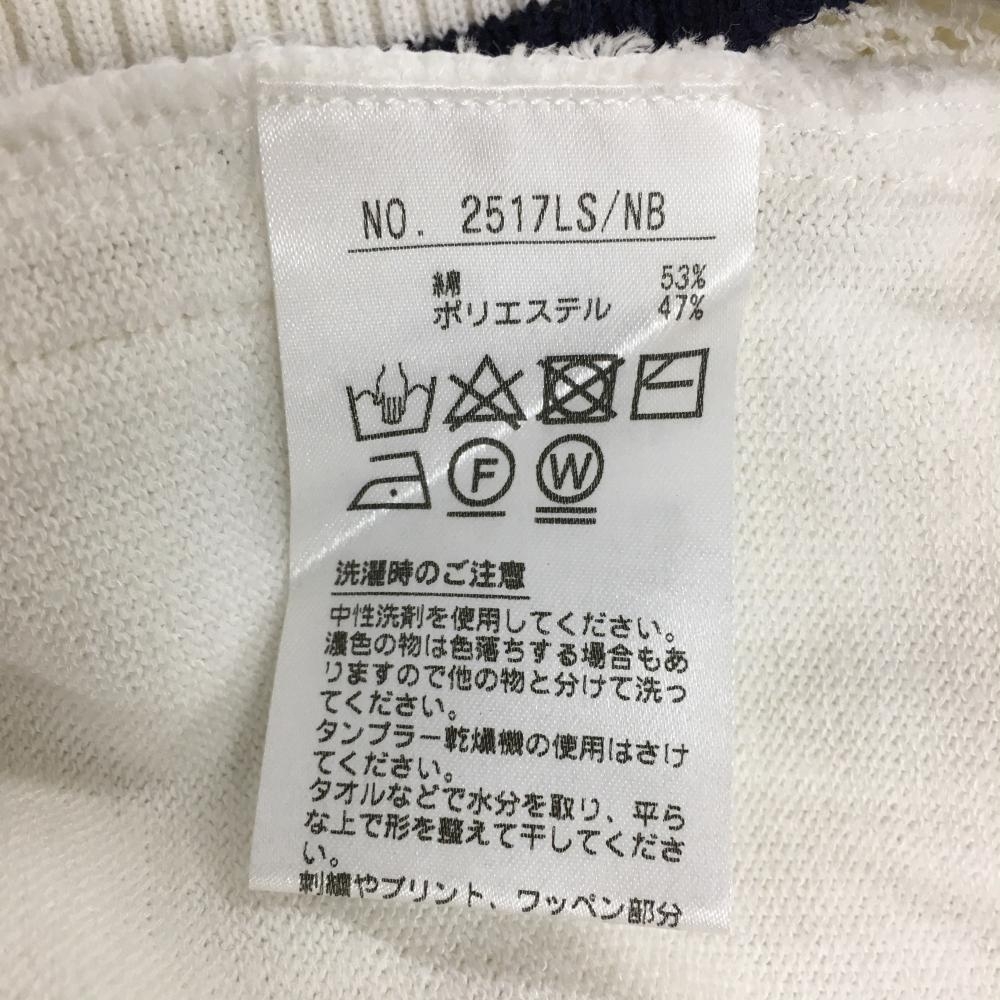 NO. 2517LS/NB
綿 53%
ポリエステル 47%
F W
洗濯時のご注意
中性洗剤を使用してください。
濃色の物は色落ちする場合もあ
りますので他の物と分けて洗っ
てください。
タンブラー乾燥機の使用はさけ
てください。
タオルなどで水分を取り、平ら
な上で形を整えて干してくださ
い。
刺繍やプリント、ワッペン部分